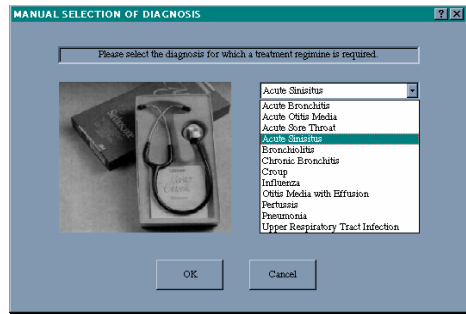 MANUAL SELECTION OF DIAGNOSIS
Please select the diagnosis for which a treatment regimine is required.
Acute Sinisitus
Acute Bronchitis
Acute Otitis Media
Acute Sore Throat
Acute Sinisitus
Bronchiolitis
Chronic Bronchitis
Croup
Influenza
Otitis Media with Effusion
Pertussis
Pneumonia
Upper Respiratory Tract Infection
OK
Cancel